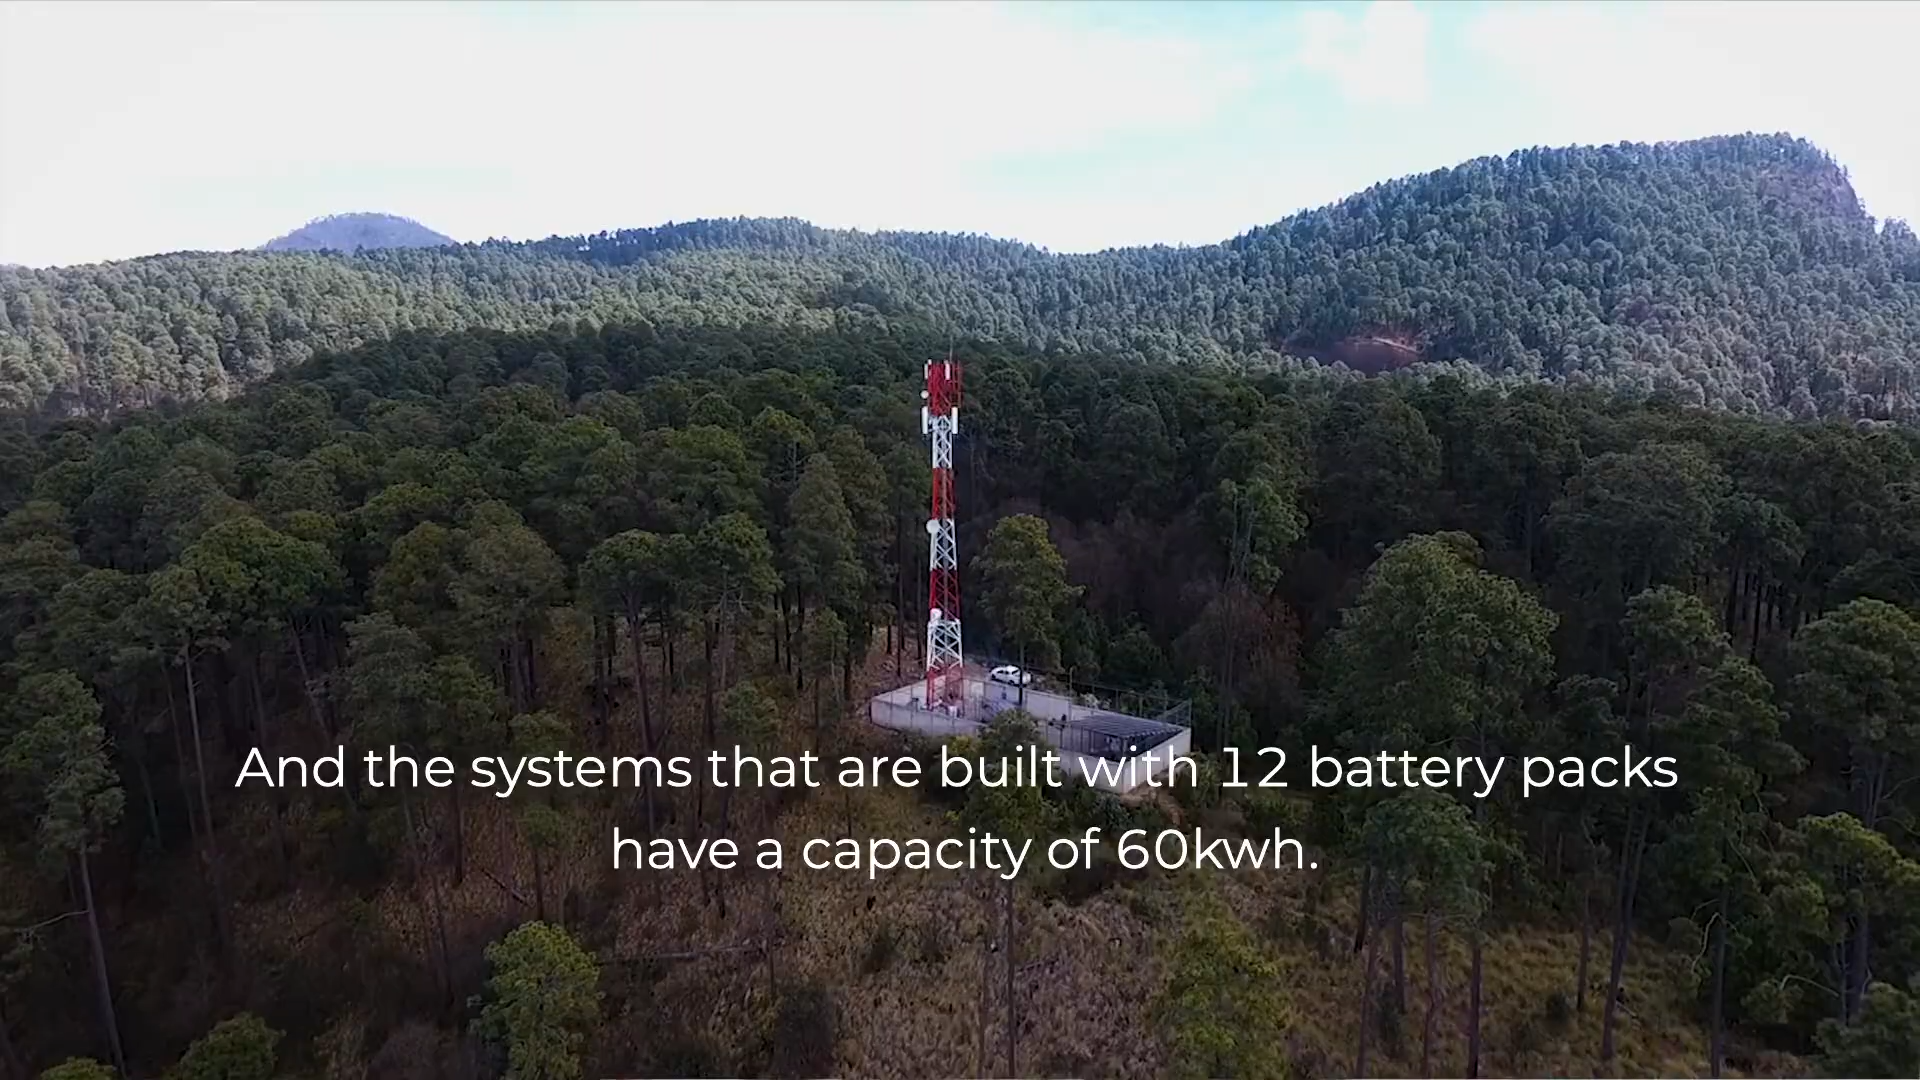 And the systems that are built with 12 battery packs
have a capacity of 60kwh.